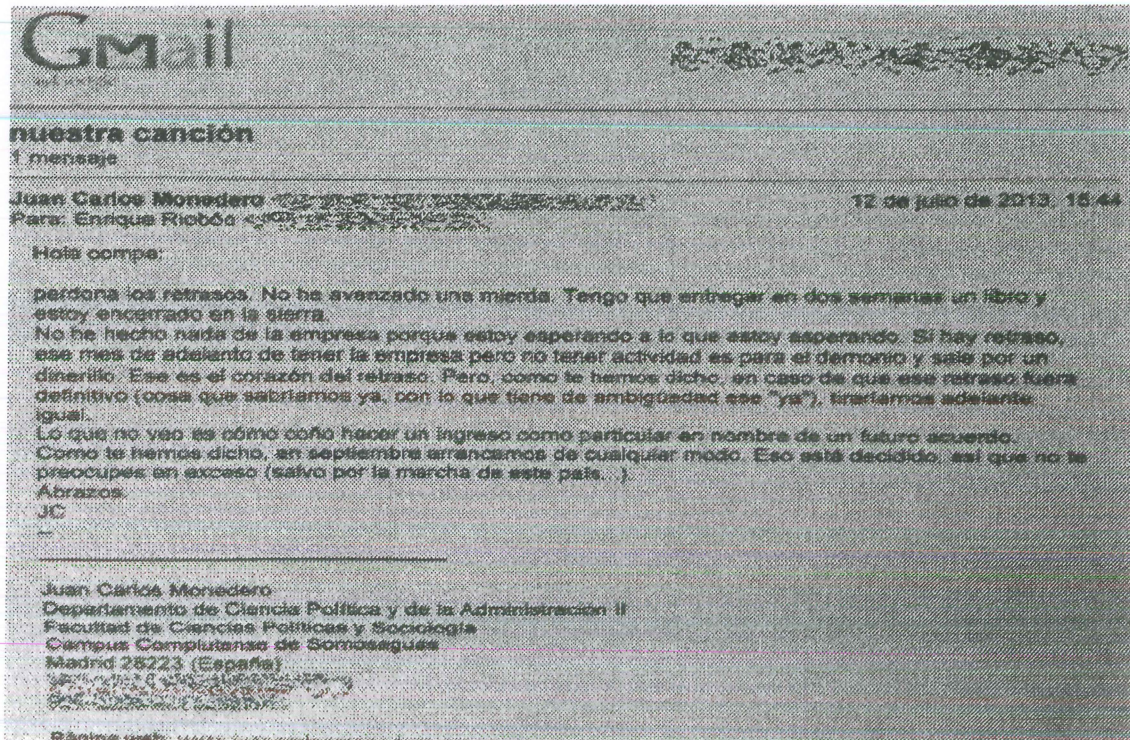 GMail
nuestra canción
1 mensaje
Juan Carlos Monedero
12 de julio de 2013, 15:44
Para: Enrique Riobóo
Hola compa:
perdona los retrasos. No he avanzado una mierda. Tengo que entregar en dos semanas un libro y
estoy encerrado en la sierra.
No he hecho nada de la empresa porque estoy esperando a lo que estoy esperando. Si hay retraso,
ese mes de adelanto de tener la empresa pero no tener actividad es para el demonio y sale por un
dinerillo. Ese es el corazón del retraso. Pero, como te hemos dicho, en caso de que ese retraso fuera
definitivo (cosa que sabríamos ya, con lo que tiene de ambigüedad ese "ya"), tiraríamos adelante
igual.
Lo que no veo es cómo coño hacer un ingreso como particular en nombre de un futuro acuerdo.
Como te hemos dicho, en septiembre arrancamos de cualquier modo. Eso está decidido, así que no te
preocupes en exceso (salvo por la marcha de este país...).
Abrazos.
JC
--
Juan Carlos Monedero
Departamento de Ciencia Política y de la Administración II
Facultad de Ciencias Políticas y Sociología
Campus Complutense de Somosaguas
Madrid 28223 (España)
Página web: